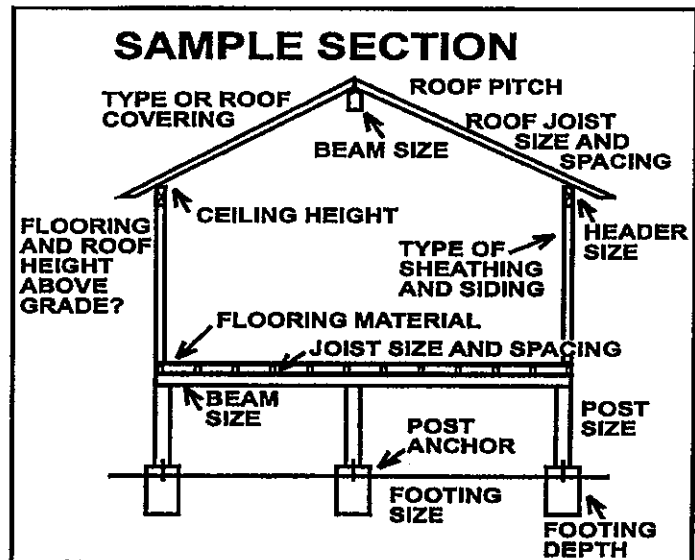 SAMPLE SECTION
TYPE OR ROOF
COVERING
ROOF PITCH
BEAM SIZE
ROOF JOIST
SIZE AND
SPACING
CEILING HEIGHT
FLOORING
AND ROOF
HEIGHT
ABOVE
GRADE?
TYPE OF
SHEATHING
AND SIDING
HEADER
SIZE
FLOORING MATERIAL
JOIST SIZE AND SPACING
BEAM
SIZE
POST
ANCHOR
POST
SIZE
FOOTING
SIZE
FOOTING
DEPTH